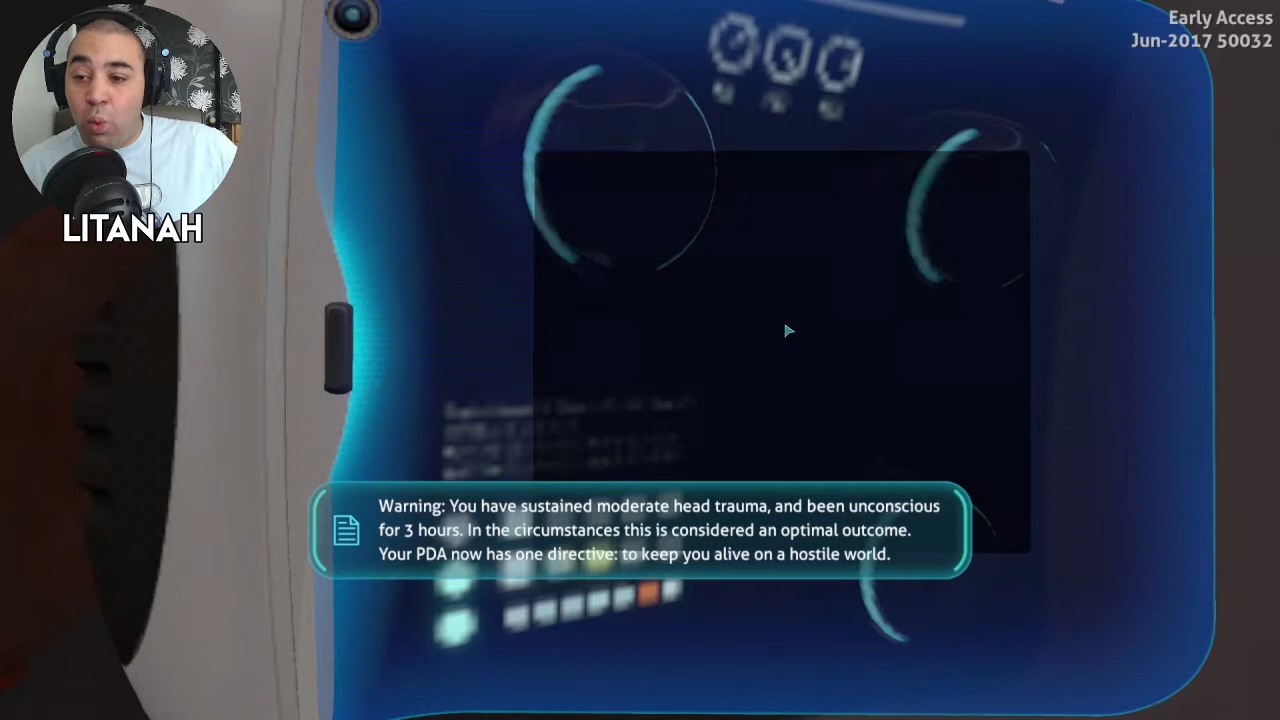 Early Access
Jun-2017 50032
LITANAH
Warning: You have sustained moderate head trauma, and been unconscious
for 3 hours. In the circumstances this is considered an optimal outcome.
Your PDA now has one directive: to keep you alive on a hostile world.